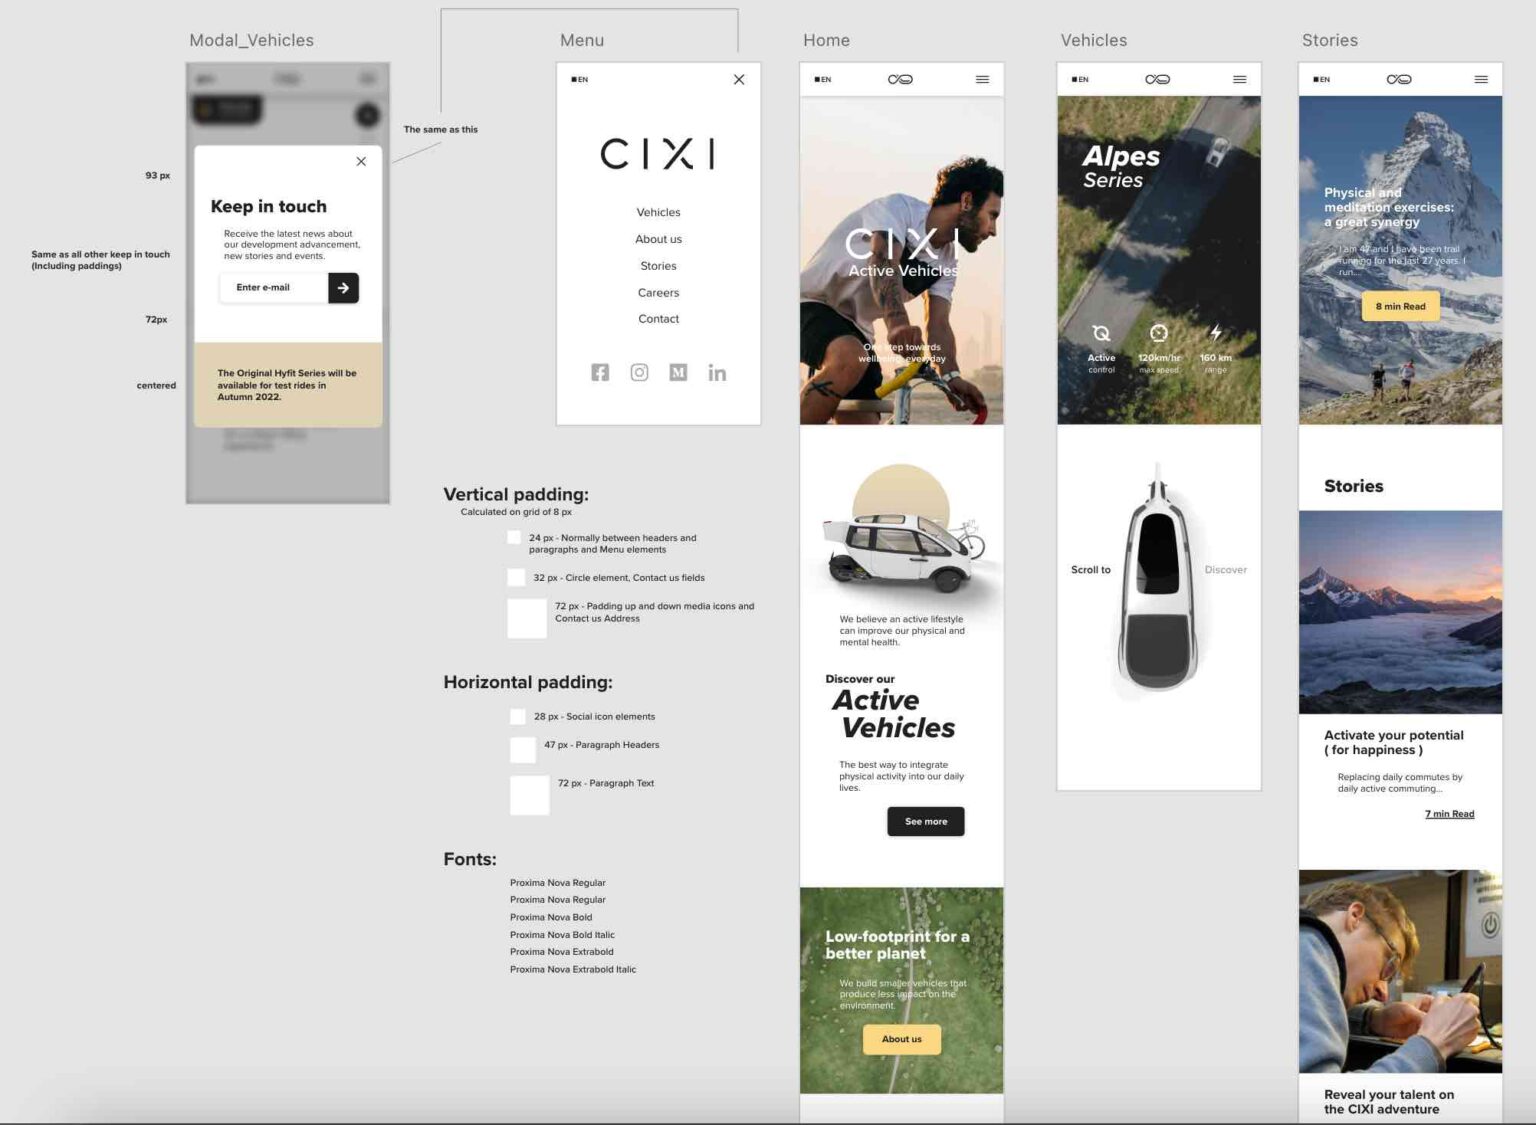 Modal_Vehicles
Menu
Home
Vehicles
Stories
The same as this
93 px
Same as all other keep in touch
(Including paddings)
72px
centered
Keep in touch
Receive the latest news about
our development advancement,
new stories and events.
Enter e-mail
The Original Hyfit Series will be
available for test rides in
Autumn 2022.
EN
CIXI
Vehicles
About us
Stories
Careers
Contact
Vertical padding:
Calculated on grid of 8 px
24 px - Normally between headers and
paragraphs and Menu elements
32 px - Circle element, Contact us fields
72 px - Padding up and down media icons and
Contact us Address
Horizontal padding:
28 px - Social icon elements
47 px - Paragraph Headers
72 px - Paragraph Text
Fonts:
Proxima Nova Regular
Proxima Nova Regular
Proxima Nova Bold
Proxima Nova Bold Italic
Proxima Nova Extrabold
Proxima Nova Extrabold Italic
EN
CIXI
Active Vehicles
One step towards
wellbeing, everyday
We believe an active lifestyle
can improve our physical and
mental health.
Discover our
Active
Vehicles
The best way to integrate
physical activity into our daily
lives.
See more
Low-footprint for a
better planet
We build smaller vehicles that
produce less impact on the
environment.
About us
EN
Alpes
Series
Active
control
120km/hr
max speed
160 km
range
Scroll to
Discover
EN
Physical and
meditation exercises:
a great synergy
I am 47 and I have been trail
running for the last 27 years. I
run...
8 min Read
Stories
Activate your potential
( for happiness )
Replacing daily commutes by
daily active commuting...
7 min Read
Reveal your talent on
the CIXI adventure